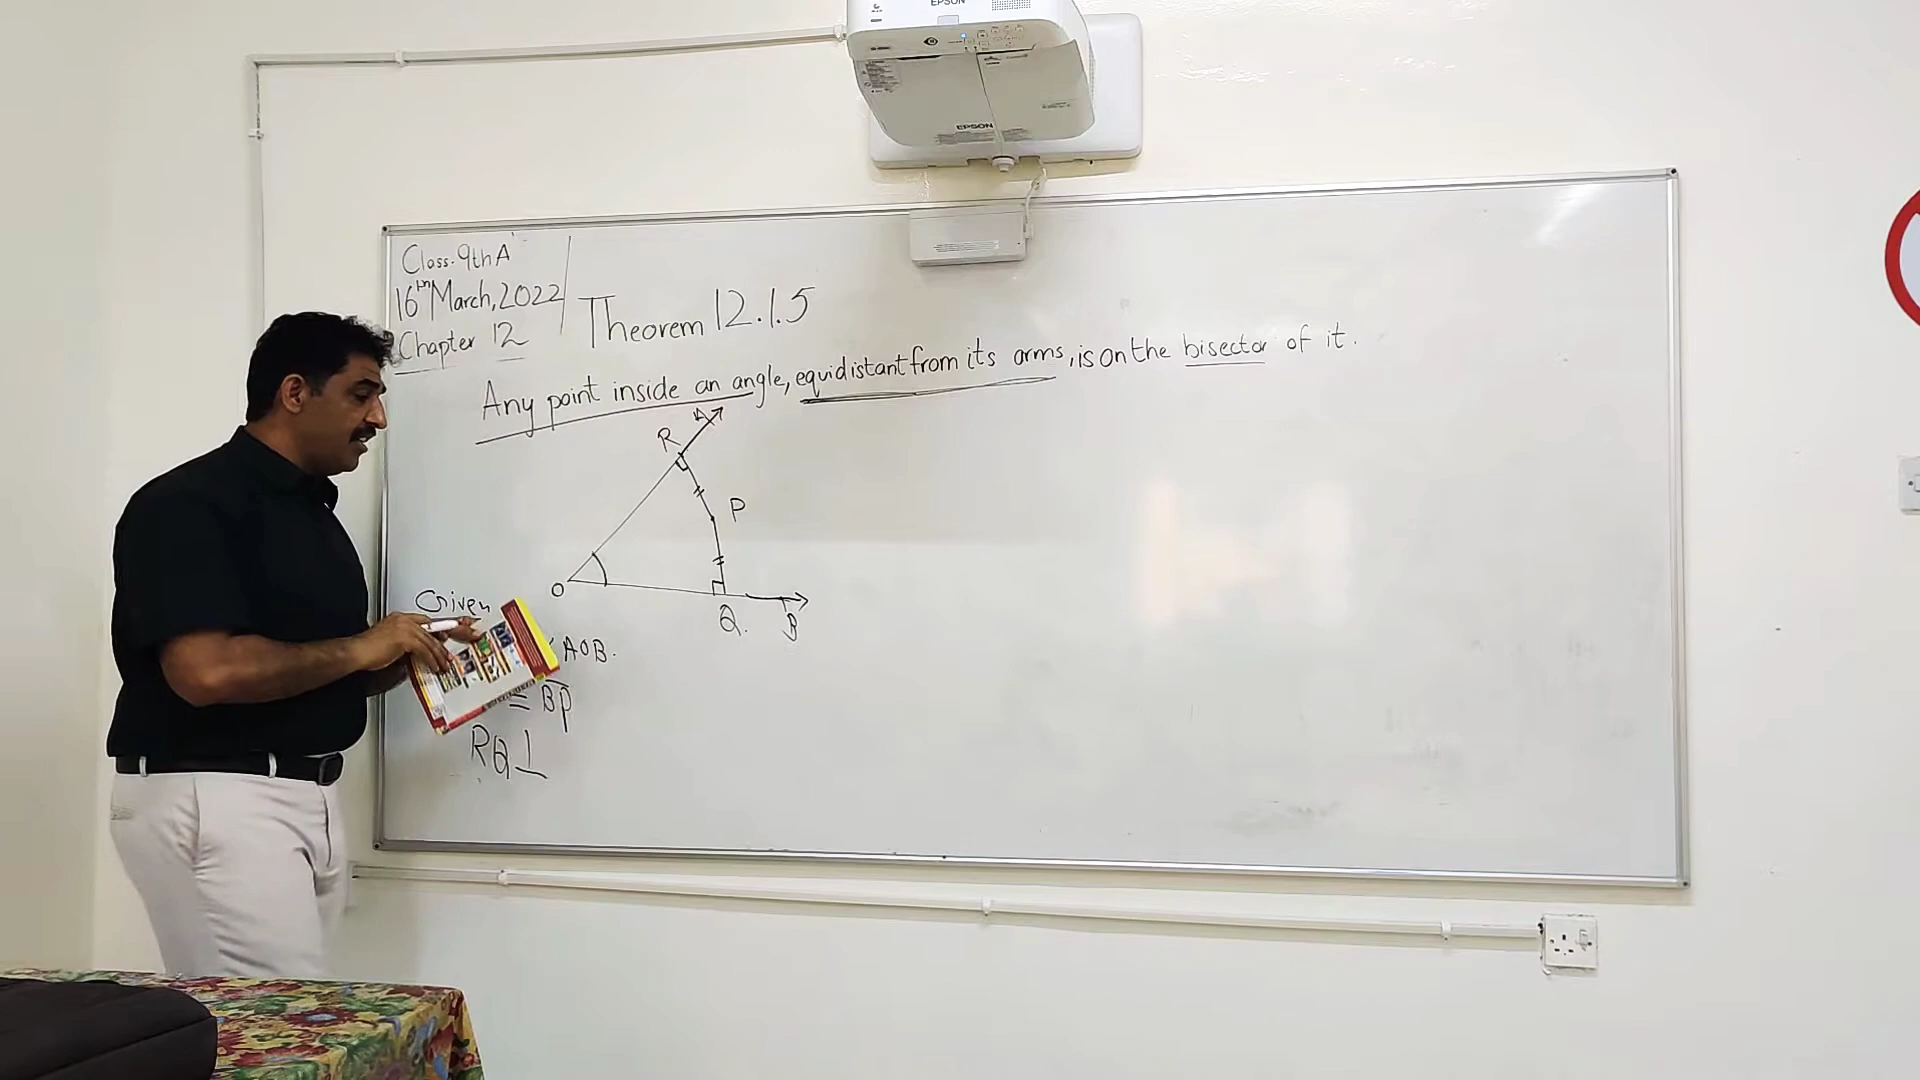 EPSON
EPSON
Class. 9th A
16th March, 2022
Chapter 12
Theorem 12.1.5
Any point inside an angle, equidistant from its arms, is on the bisector of it.
A
R
P
O
Q.
B
Given
AOB.
≅ BP
RQ ⊥